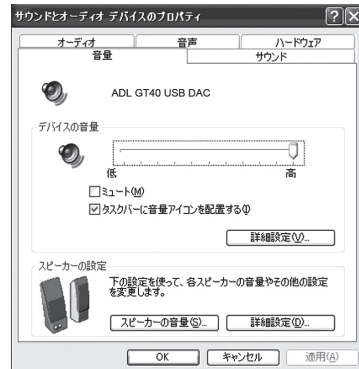 サウンドとオーディオ デバイスのプロパティ
オーディオ 音声 ハードウェア
音量 サウンド
ADL GT40 USB DAC
デバイスの音量
低 高
ミュート(M)
タスクバーに音量アイコンを配置する(I)
詳細設定(V)...
スピーカーの設定
下の設定を使って、各スピーカーの音量やその他の設定
を変更します。
スピーカーの音量(S)... 詳細設定(D)...
OK キャンセル 適用(A)